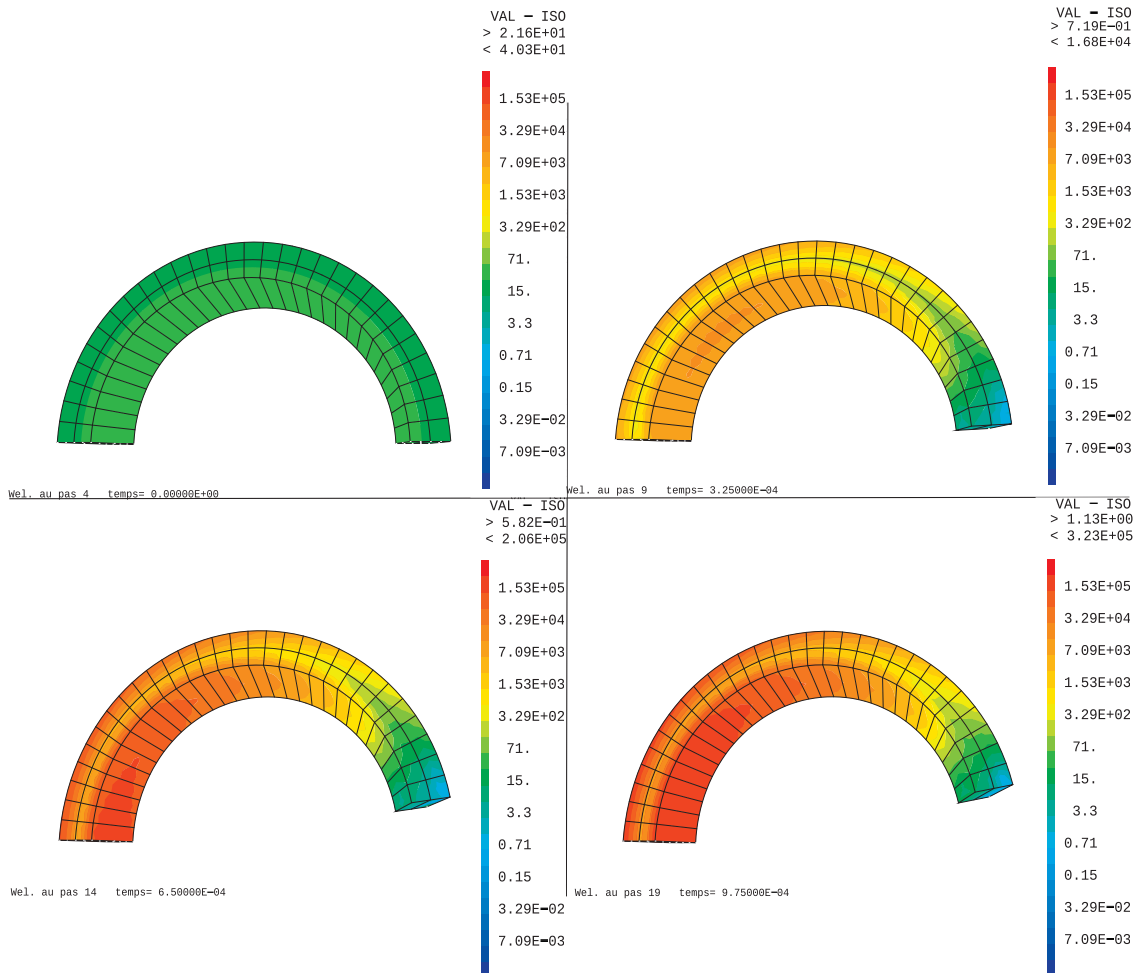 VAL − ISO
> 2.16E+01
< 4.03E+01
1.53E+05
3.29E+04
7.09E+03
1.53E+03
3.29E+02
71.
15.
3.3
0.71
0.15
3.29E−02
7.09E−03
Wel. au pas 4 temps= 0.00000E+00
VAL − ISO
> 7.19E−01
< 1.68E+04
1.53E+05
3.29E+04
7.09E+03
1.53E+03
3.29E+02
71.
15.
3.3
0.71
0.15
3.29E−02
7.09E−03
Wel. au pas 9 temps= 3.25000E−04
VAL − ISO
> 5.82E−01
< 2.06E+05
1.53E+05
3.29E+04
7.09E+03
1.53E+03
3.29E+02
71.
15.
3.3
0.71
0.15
3.29E−02
7.09E−03
Wel. au pas 14 temps= 6.50000E−04
VAL − ISO
> 1.13E+00
< 3.23E+05
1.53E+05
3.29E+04
7.09E+03
1.53E+03
3.29E+02
71.
15.
3.3
0.71
0.15
3.29E−02
7.09E−03
Wel. au pas 19 temps= 9.75000E−04